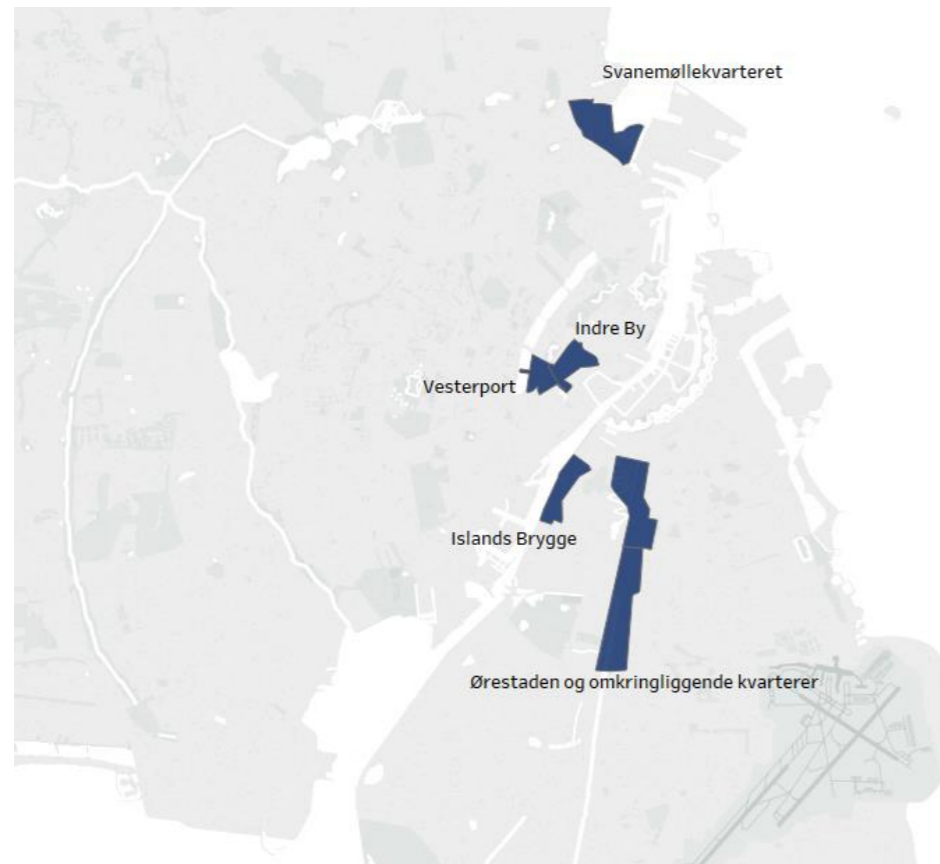 Svanemøllekvarteret
Indre By
Vesterport
Islands Brygge
Ørestaden og omkringliggende kvarterer